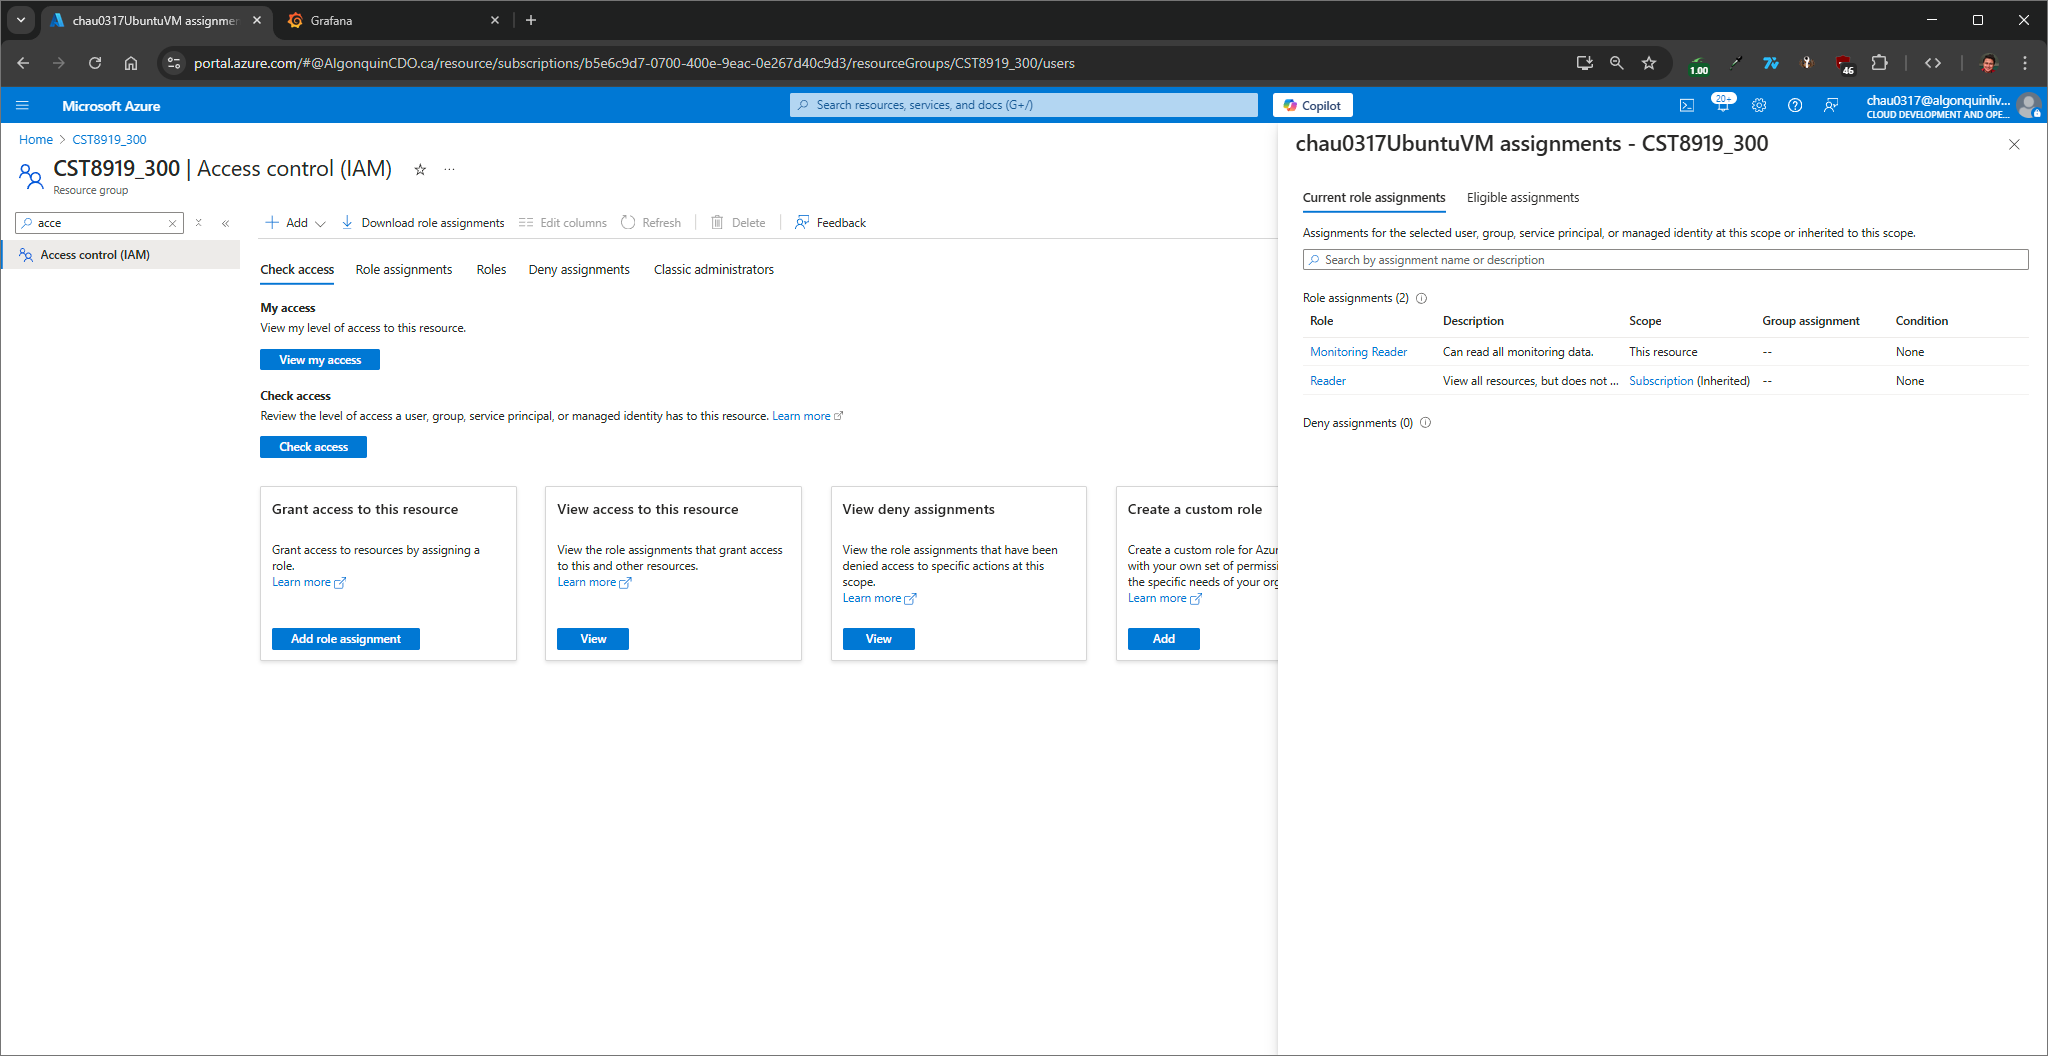 chau0317UbuntuVM assignme
Grafana
portal.azure.com/#@AlgonquinCDO.ca/resource/subscriptions/b5e6c9d7-0700-400e-9eac-0e267d40c9d3/resourceGroups/CST8919_300/users
1.00
46
Microsoft Azure
Search resources, services, and docs (G+/)
Copilot
20+
chau0317@algonquinliv...
CLOUD DEVELOPMENT AND OPE...
Home > CST8919_300
CST8919_300 | Access control (IAM)
Resource group
acce
Access control (IAM)
Add
Download role assignments
Edit columns
Refresh
Delete
Feedback
Check access
Role assignments
Roles
Deny assignments
Classic administrators
My access
View my level of access to this resource.
View my access
Check access
Review the level of access a user, group, service principal, or managed identity has to this resource. Learn more
Check access
Grant access to this resource
Grant access to resources by assigning a
role.
Learn more
Add role assignment
View access to this resource
View the role assignments that grant access
to this and other resources.
Learn more
View
View deny assignments
View the role assignments that have been
denied access to specific actions at this
scope.
Learn more
View
Create a custom role
Create a custom role for Azur
with your own set of permissi
the specific needs of your org
Learn more
Add
chau0317UbuntuVM assignments - CST8919_300
Current role assignments
Eligible assignments
Assignments for the selected user, group, service principal, or managed identity at this scope or inherited to this scope.
Search by assignment name or description
Role assignments (2)
Role Description Scope Group assignment Condition
Monitoring Reader Can read all monitoring data. This resource -- None
Reader View all resources, but does not ... Subscription (Inherited) -- None
Deny assignments (0)